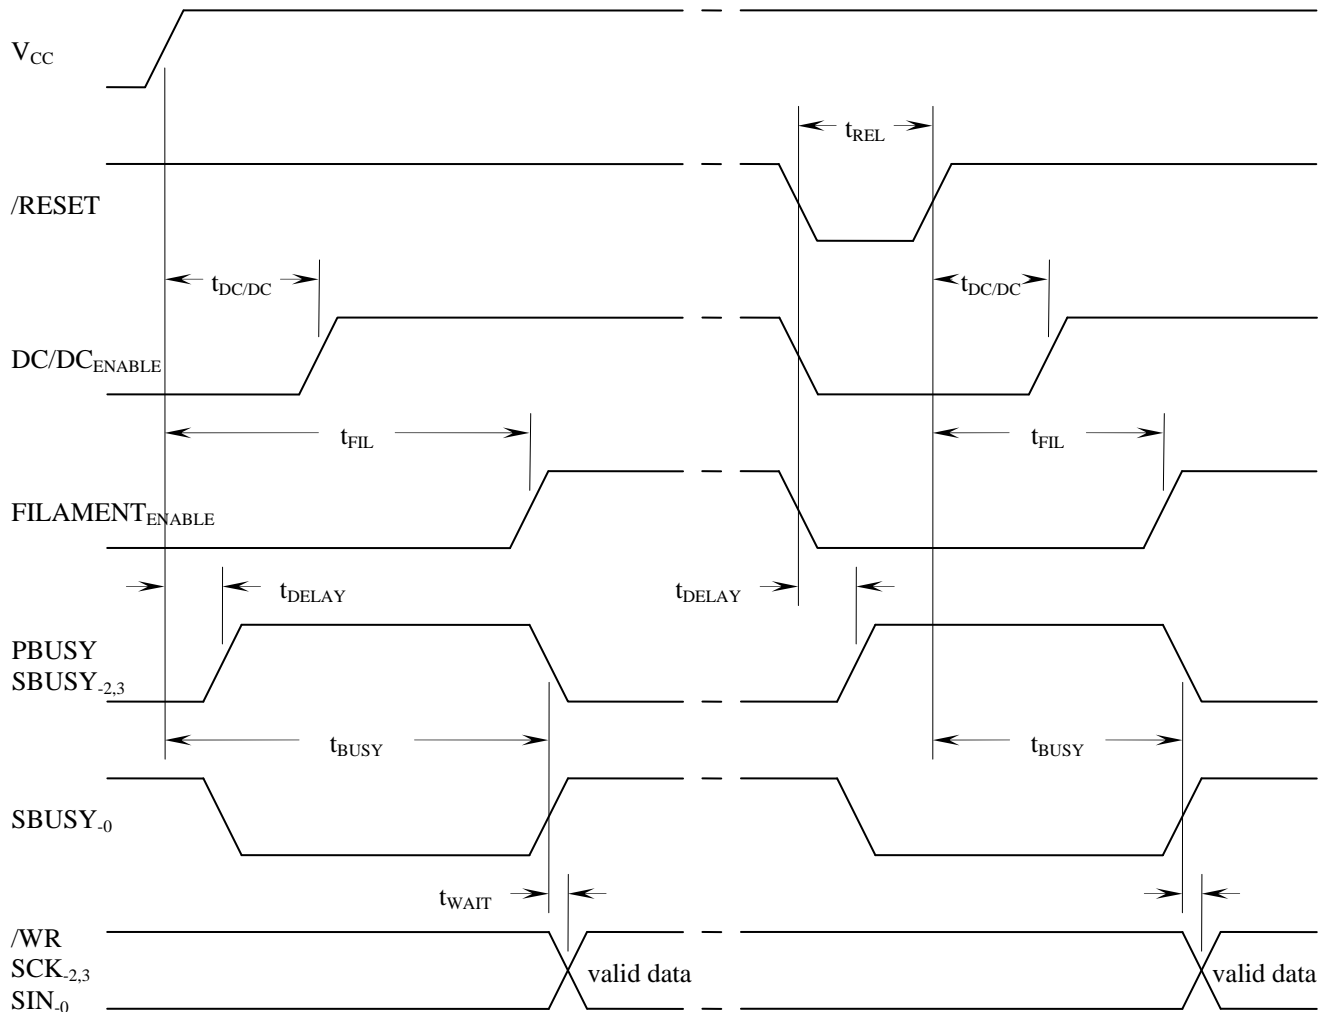 V_CC
t_REL
/RESET
t_DC/DC t_DC/DC
DC/DC_ENABLE
t_FIL t_FIL
FILAMENT_ENABLE
t_DELAY t_DELAY
PBUSY
SBUSY_-2,3
t_BUSY t_BUSY
SBUSY_-0
t_WAIT
/WR
SCK_-2,3 valid data valid data
SIN_-0